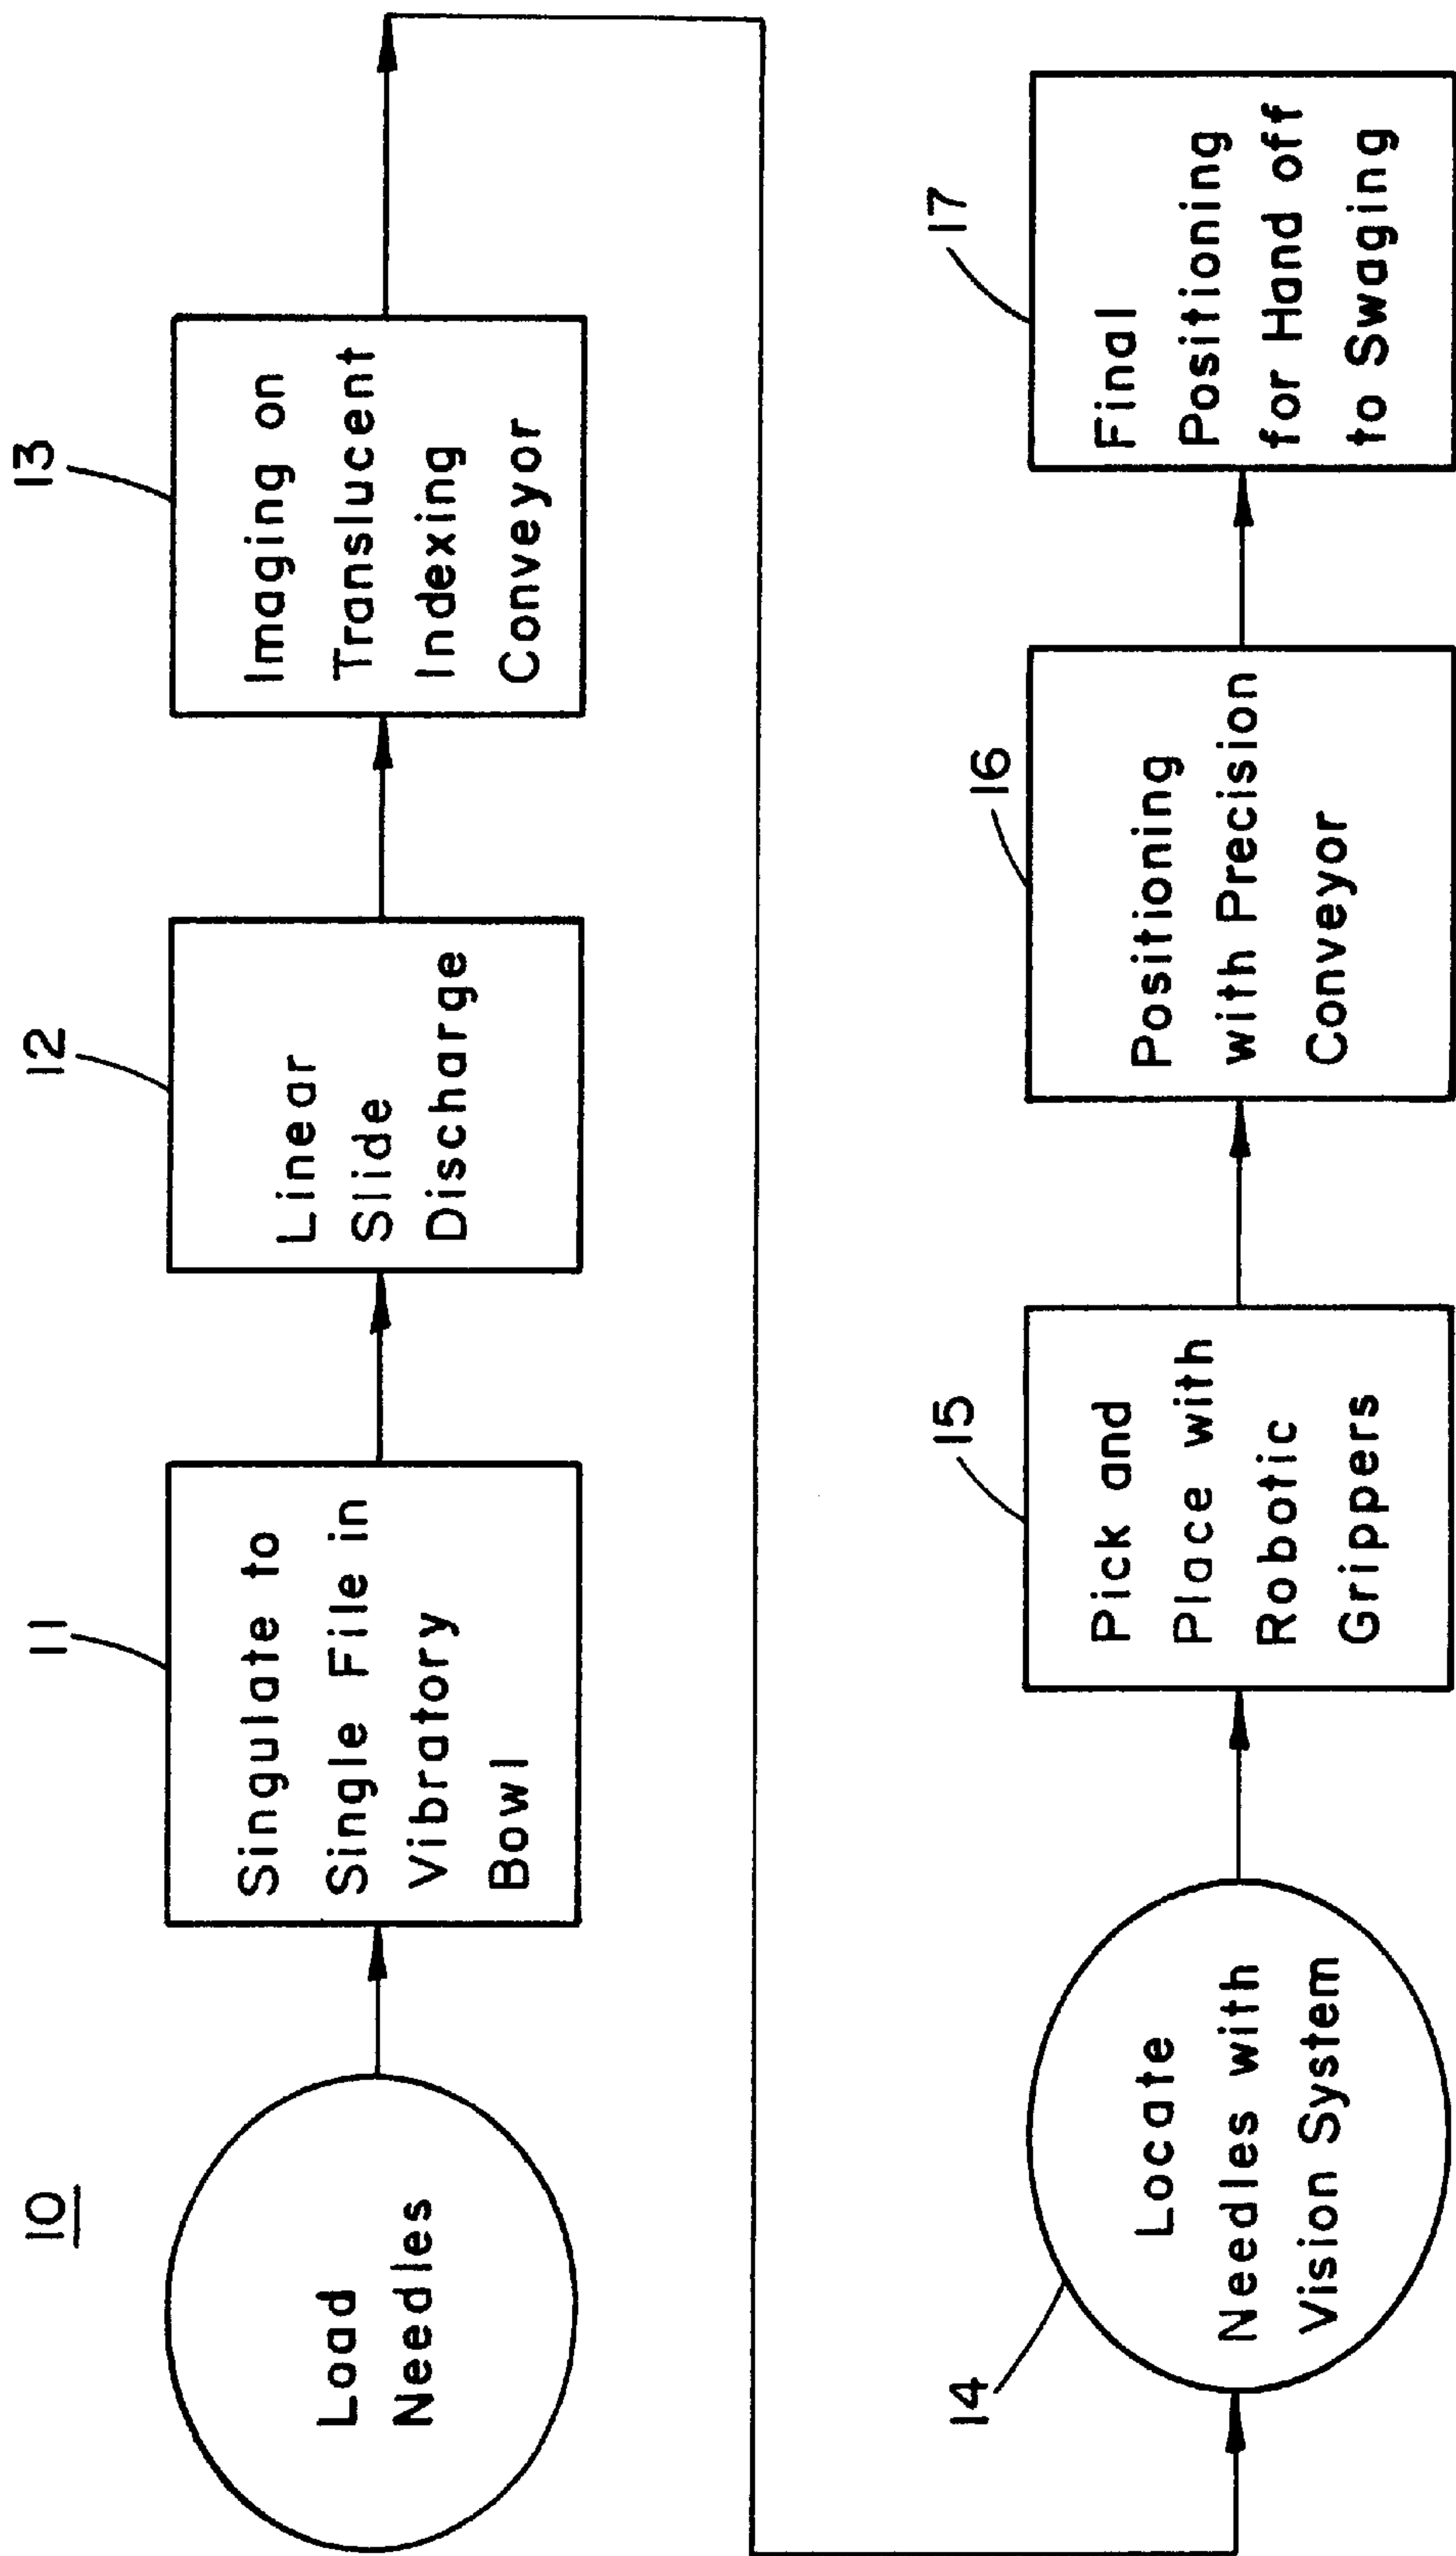 10
Load
Needles
11
Singulate to
Single File in
Vibratory
Bowl
12
Linear
Slide
Discharge
13
Imaging on
Translucent
Indexing
Conveyor
14
Locate
Needles with
Vision System
15
Pick and
Place with
Robotic
Grippers
16
Positioning
with Precision
Conveyor
17
Final
Positioning
for Hand off
to Swaging